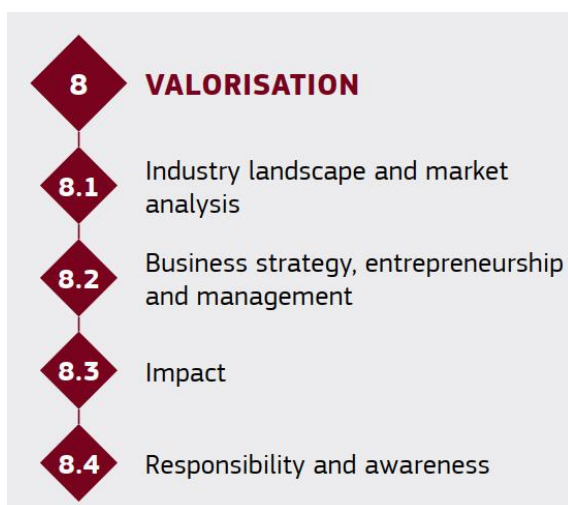 8 VALORISATION
8.1 Industry landscape and market
analysis
8.2 Business strategy, entrepreneurship
and management
8.3 Impact
8.4 Responsibility and awareness